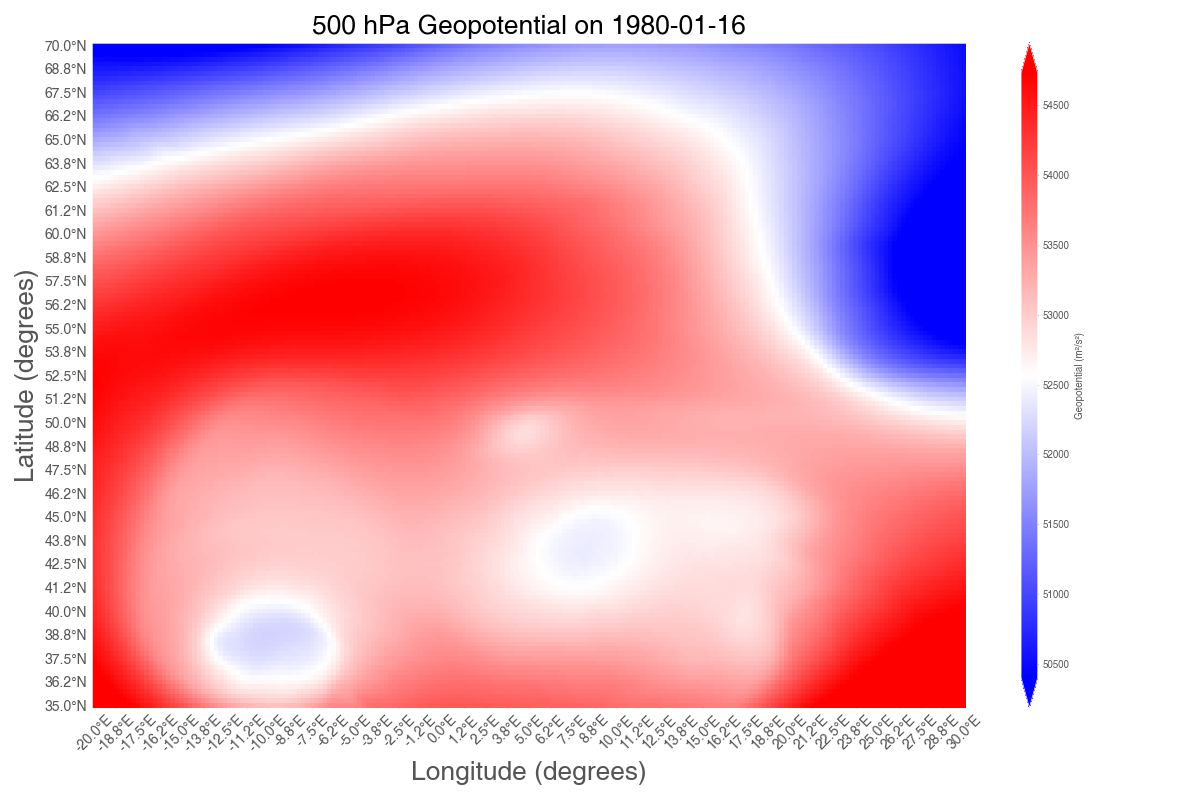 500 hPa Geopotential on 1980-01-16
70.0°N
68.8°N
67.5°N
66.2°N
65.0°N
63.8°N
62.5°N
61.2°N
60.0°N
58.8°N
57.5°N
56.2°N
55.0°N
53.8°N
52.5°N
51.2°N
50.0°N
48.8°N
47.5°N
46.2°N
45.0°N
43.8°N
42.5°N
41.2°N
40.0°N
38.8°N
37.5°N
36.2°N
35.0°N
Latitude (degrees)
-20.0°E
-18.8°E
-17.5°E
-16.2°E
-15.0°E
-13.8°E
-12.5°E
-11.2°E
-10.0°E
-8.8°E
-7.5°E
-6.2°E
-5.0°E
-3.8°E
-2.5°E
-1.2°E
0.0°E
1.2°E
2.5°E
3.8°E
5.0°E
6.2°E
7.5°E
8.8°E
10.0°E
11.2°E
12.5°E
13.8°E
15.0°E
16.2°E
17.5°E
18.8°E
20.0°E
21.2°E
22.5°E
23.8°E
25.0°E
26.2°E
27.5°E
28.8°E
30.0°E
Longitude (degrees)
54500
54000
53500
53000
52500
52000
51500
51000
50500
Geopotential (m²/s²)